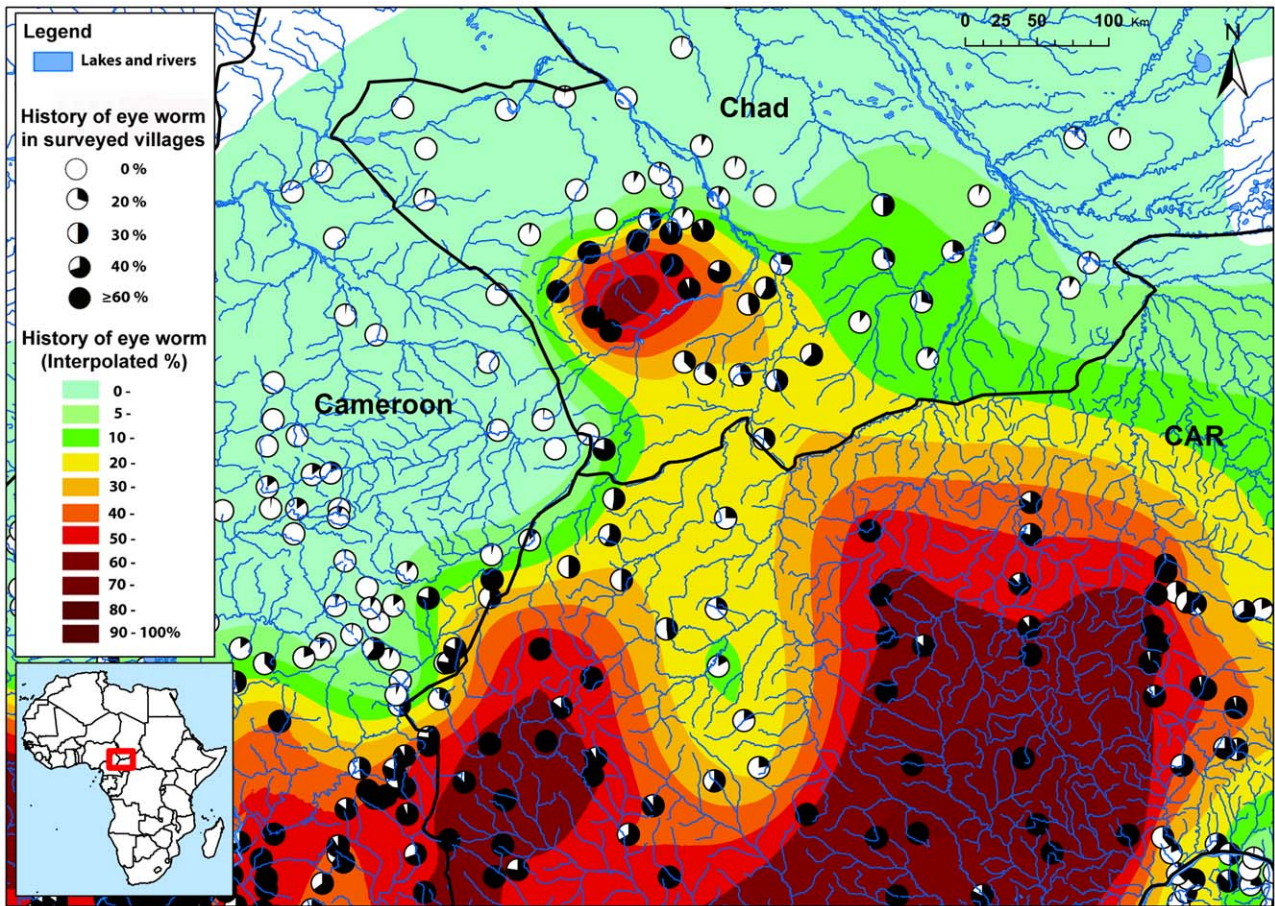 Legend
Lakes and rivers
History of eye worm
in surveyed villages
0 %
20 %
30 %
40 %
≥60 %
History of eye worm
(Interpolated %)
0 -
5 -
10 -
20 -
30 -
40 -
50 -
60 -
70 -
80 -
90 - 100%
0 25 50 100 Km
N
Chad
Cameroon
CAR